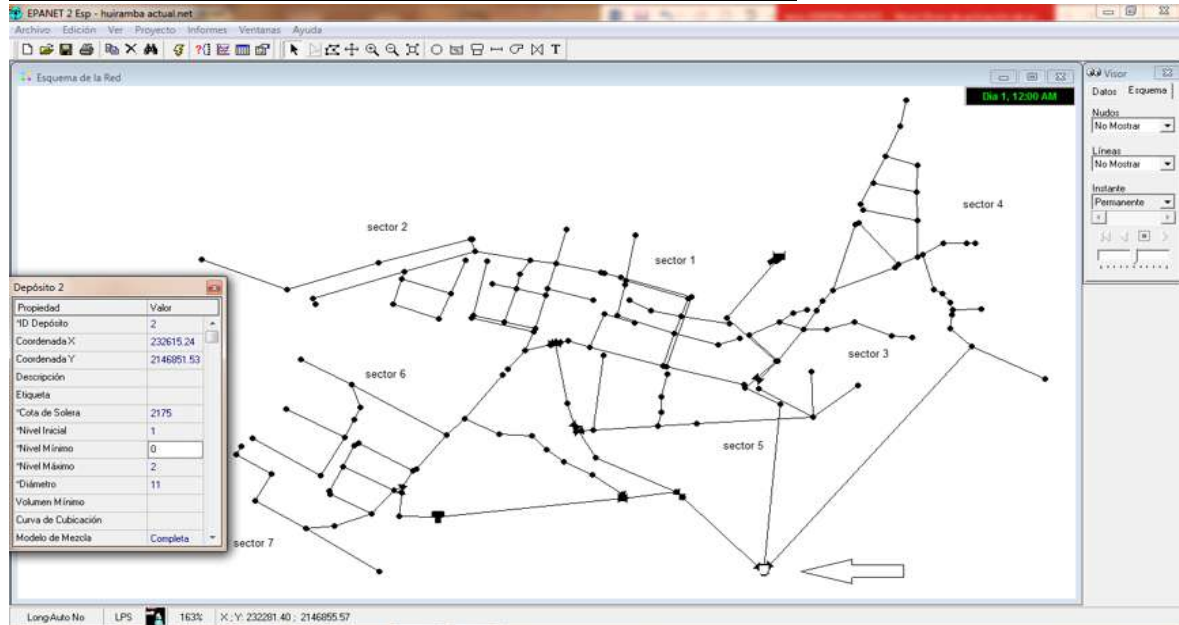 EPANET 2 Esp - huiramba actual.net
Archivo Edición Ver Proyecto Informes Ventanas Ayuda
Esquema de la Red
Día 1, 12:00 AM
Visor
Datos Esquema
Nudos
No Mostrar
Líneas
No Mostrar
Instante
Permanente
sector 4
sector 2
sector 1
sector 3
sector 6
sector 5
sector 7
Depósito 2
Propiedad Valor
*ID Depósito 2
Coordenada X 232615.24
Coordenada Y 2146851.53
Descripción
Etiqueta
*Cota de Solera 2175
*Nivel Inicial 1
*Nivel Mínimo 0
*Nivel Máximo 2
*Diámetro 11
Volumen Mínimo
Curva de Cubicación
Modelo de Mezcla Completa
Long-Auto No LPS 163% X ; Y: 232281.40 ; 2146855.57